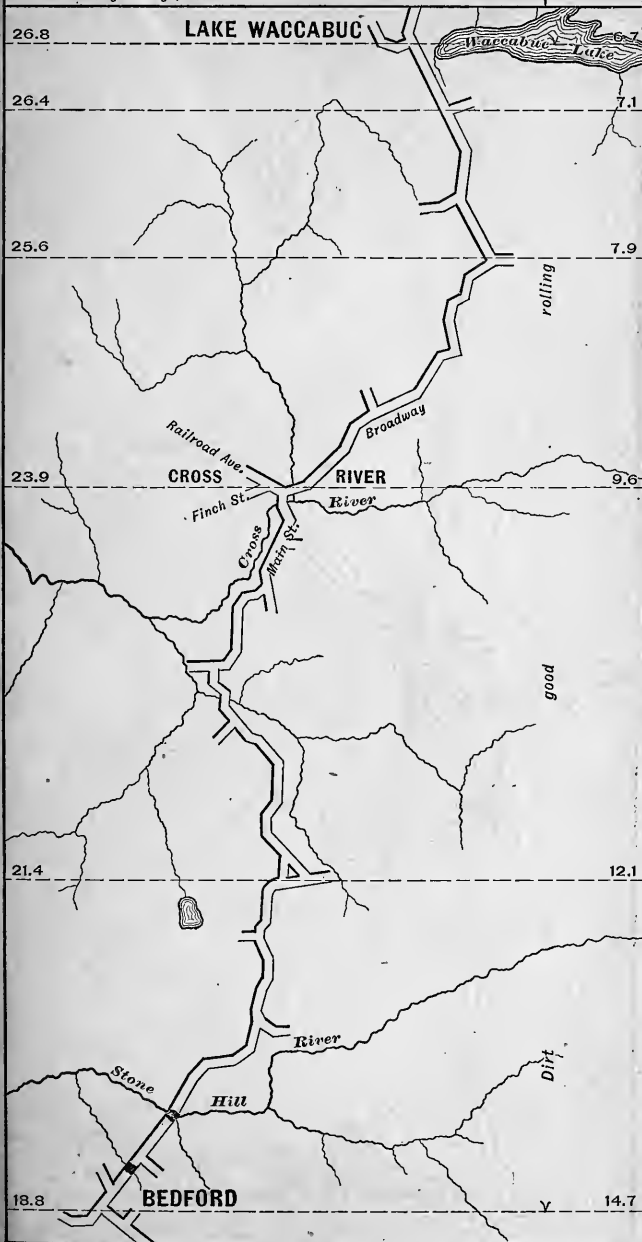 LAKE WACCABUC
26.8
Waccabuc Lake
6.7
26.4
7.1
25.6
7.9
rolling
Broadway
Railroad Ave.
CROSS RIVER
23.9
9.6
Finch St.
River
Cross
Main St.
good
21.4
12.1
River
Stone
Hill
Dirt
BEDFORD
18.8
14.7